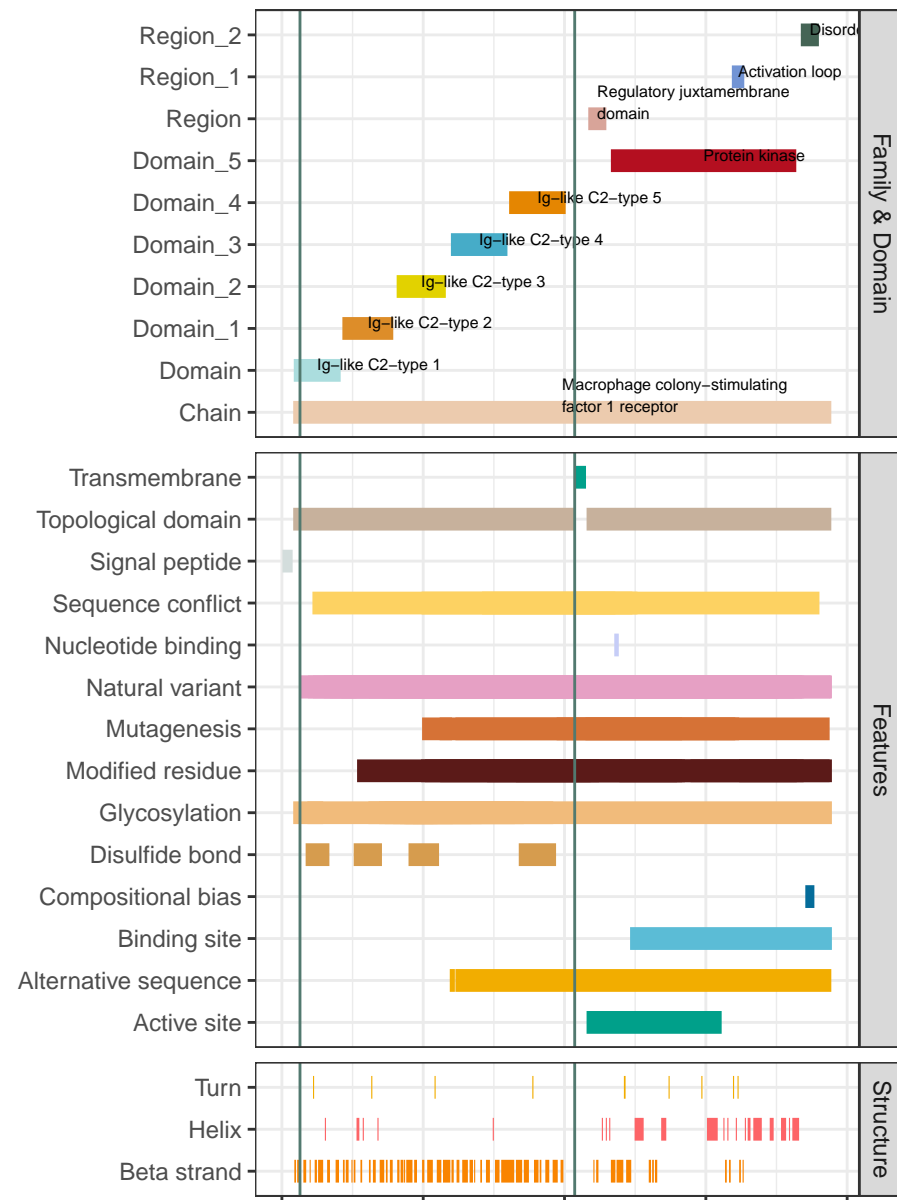 Region_2
Disorde
Region_1
Activation loop
Region
Regulatory juxtamembrane
domain
Domain_5
Protein kinase
Domain_4
Ig−like C2−type 5
Domain_3
Ig−like C2−type 4
Domain_2
Ig−like C2−type 3
Domain_1
Ig−like C2−type 2
Domain
Ig−like C2−type 1
Chain
Macrophage colony−stimulating
factor 1 receptor
Family & Domain
Transmembrane
Topological domain
Signal peptide
Sequence conflict
Nucleotide binding
Natural variant
Mutagenesis
Modified residue
Glycosylation
Disulfide bond
Compositional bias
Binding site
Alternative sequence
Active site
Features
Turn
Helix
Beta strand
Structure